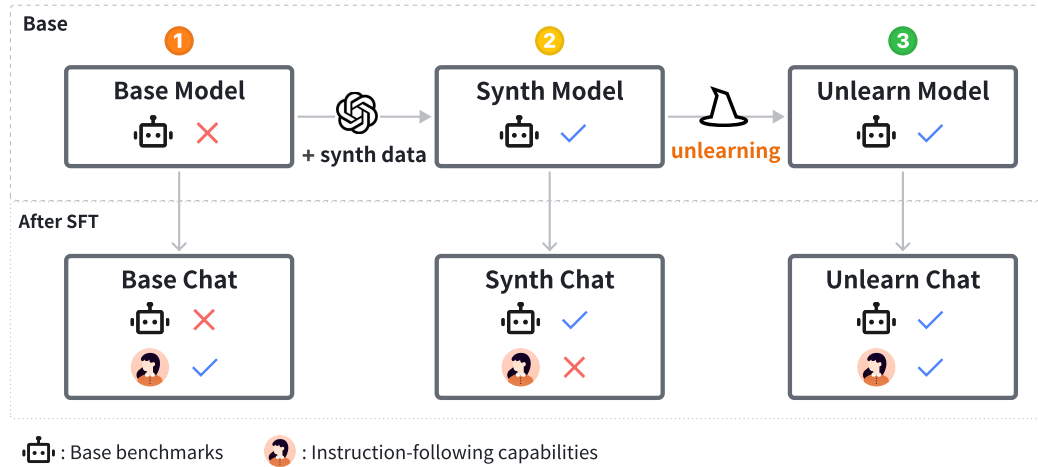 Base
1
2
3
Base Model
Synth Model
Unlearn Model
+ synth data
unlearning
After SFT
Base Chat
Synth Chat
Unlearn Chat
: Base benchmarks
: Instruction-following capabilities